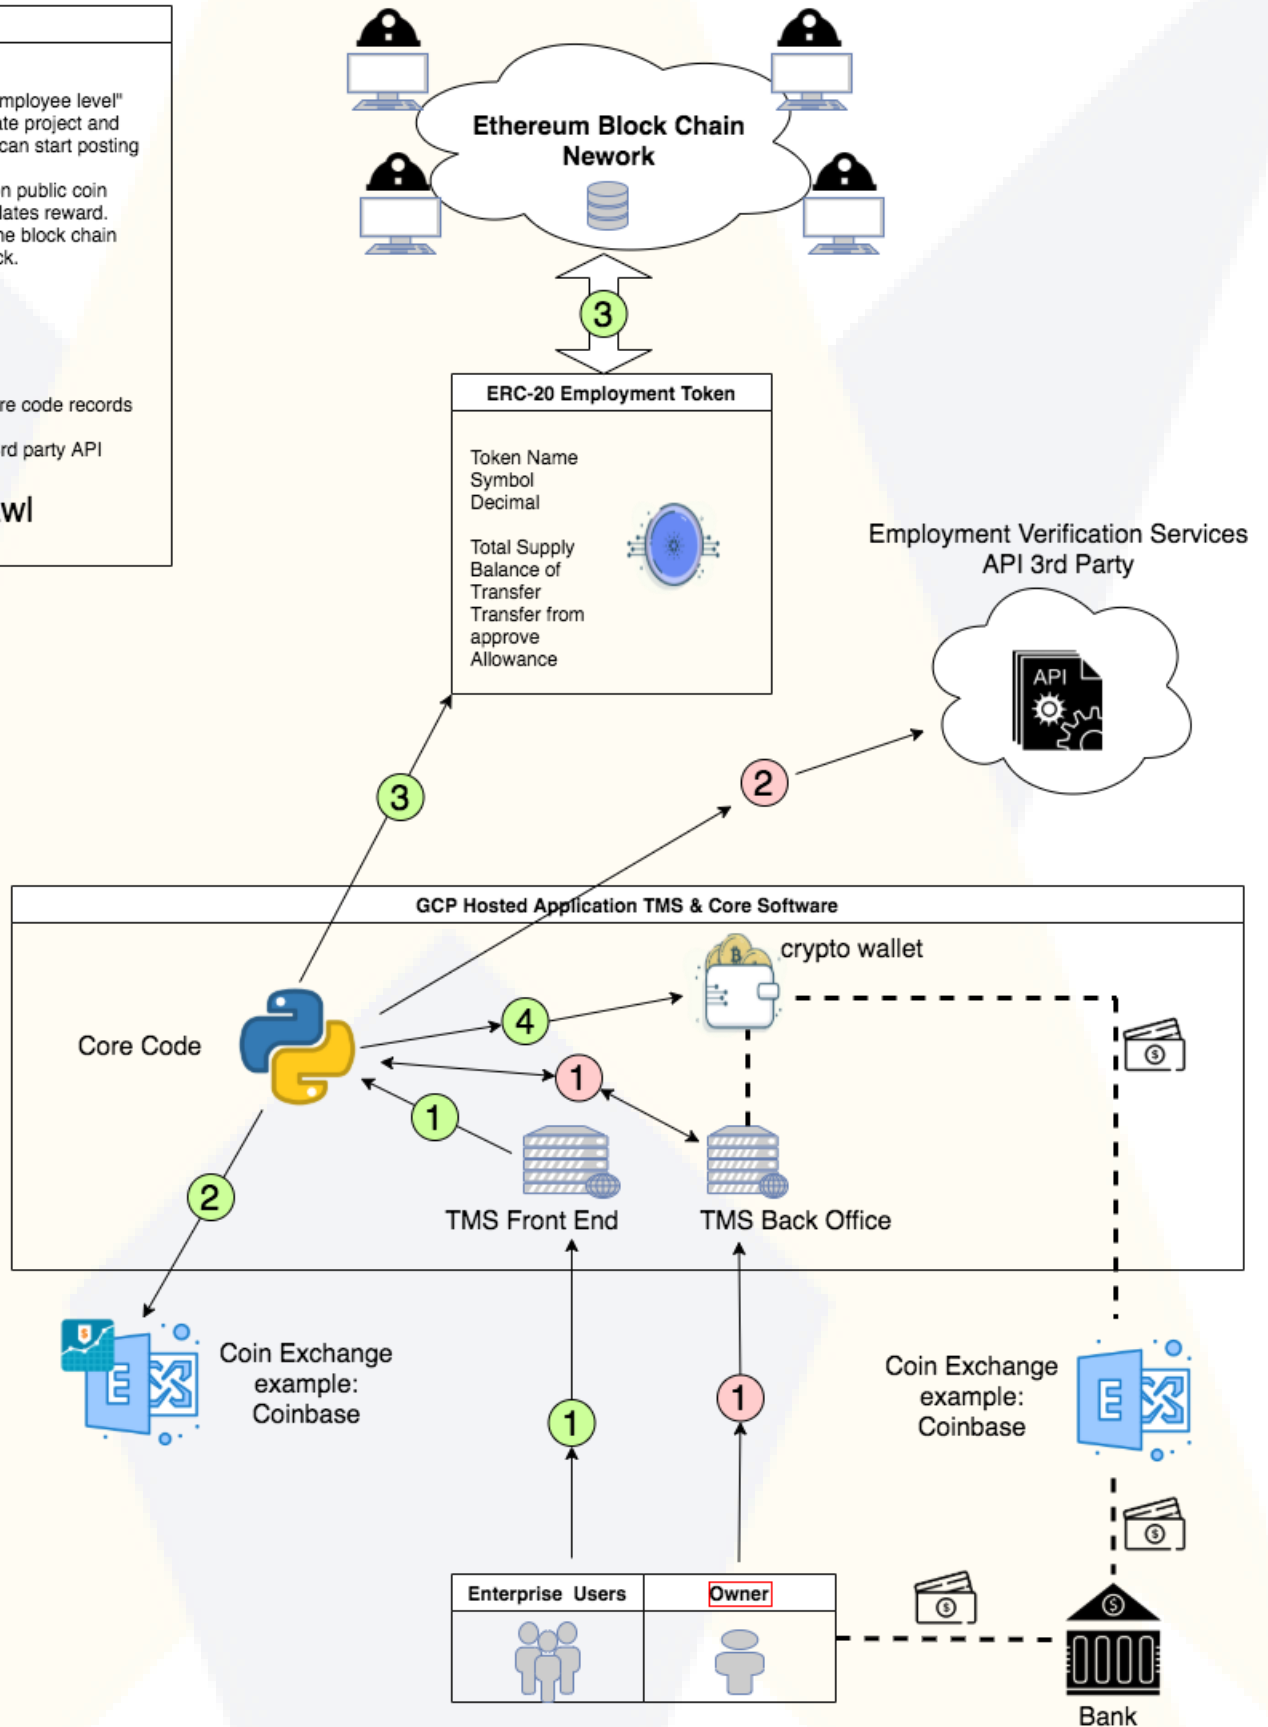 mployee level"
ate project and
can start posting
n public coin
lates reward.
ne block chain
ck.
re code records
rd party API
wl
Ethereum Block Chain
Nework
3
ERC-20 Employment Token
Token Name
Symbol
Decimal
Total Supply
Balance of
Transfer
Transfer from
approve
Allowance
Employment Verification Services
API 3rd Party
API
2
3
GCP Hosted Application TMS & Core Software
crypto wallet
4
Core Code
1
1
2
TMS Front End
TMS Back Office
Coin Exchange
example:
Coinbase
E
Coin Exchange
example:
Coinbase
E
1
1
Enterprise Users
Owner
Bank